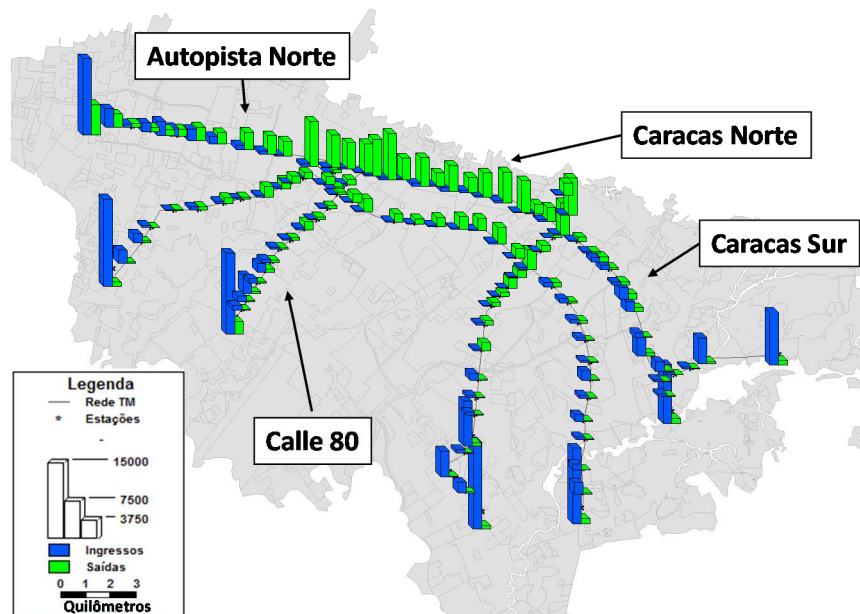 Autopista Norte
Caracas Norte
Caracas Sur
Calle 80
Legenda
Rede TM
* Estações
-
15000
7500
3750
Ingressos
Saídas
0 1 2 3
Quilômetros